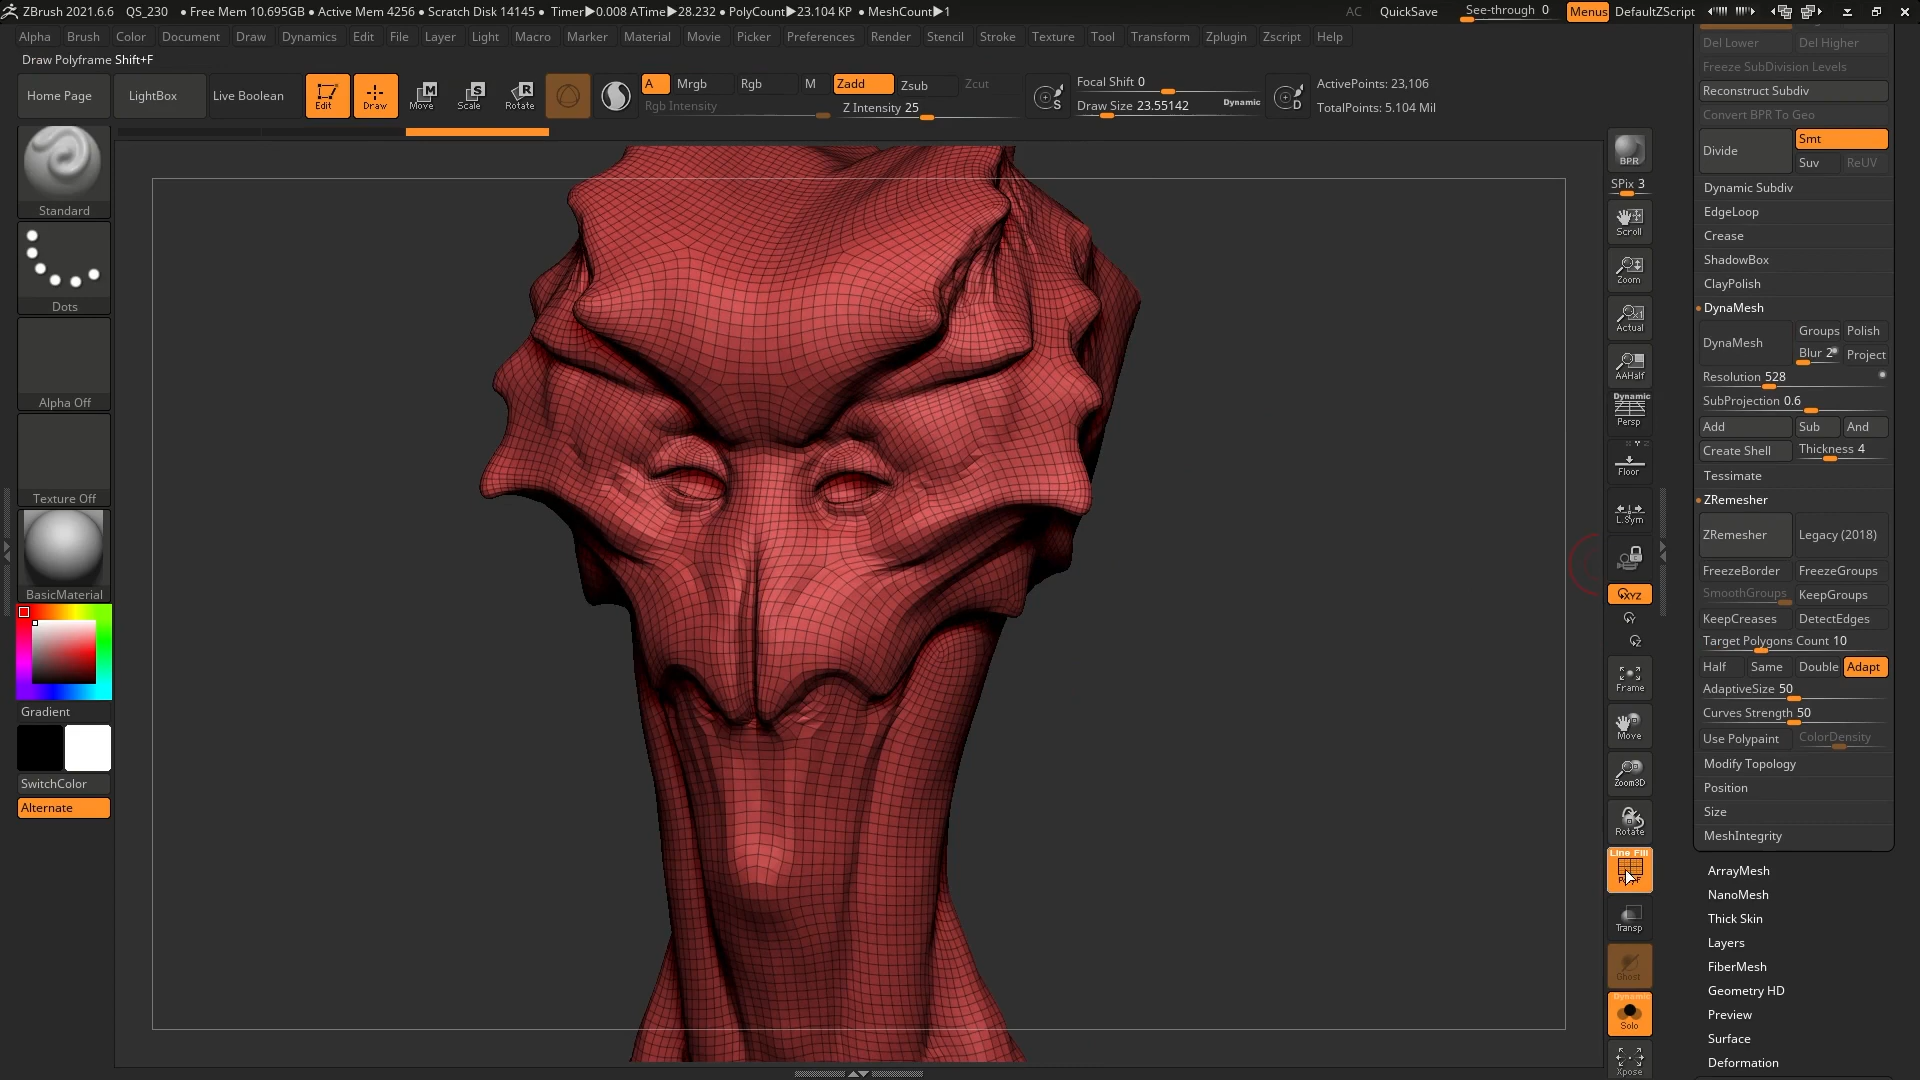 ZBrush 2021.6.6 QS_230 ● Free Mem 10.695GB ● Active Mem 4256 ● Scratch Disk 14145 ● Timer▶0.008 ATime▶28.232 ● PolyCount▶23.104 KP ● MeshCount▶1 AC QuickSave See-through 0 Menus DefaultZScript
Alpha Brush Color Document Draw Dynamics Edit File Layer Light Macro Marker Material Movie Picker Preferences Render Stencil Stroke Texture Tool Transform Zplugin Zscript Help
Draw Polyframe Shift+F
Home Page LightBox Live Boolean Edit Draw Move Scale Rotate
A Mrgb Rgb M Zadd Zsub Zcut
Rgb Intensity Z Intensity 25
Focal Shift 0
Draw Size 23.55142 Dynamic
S D
ActivePoints: 23,106
TotalPoints: 5.104 Mil
Standard
Dots
Alpha Off
Texture Off
BasicMaterial
Gradient
SwitchColor
Alternate
BPR
SPix 3
Scroll
Zoom
Actual
AAHalf
Dynamic
Persp
Floor
L.Sym
XYZ
Frame
Move
Zoom3D
Rotate
Line Fill
Transp
Ghost
Dynamic
Solo
Xpose
Del Lower Del Higher
Freeze SubDivision Levels
Reconstruct Subdiv
Convert BPR To Geo
Divide Smt
Suv ReUV
Dynamic Subdiv
EdgeLoop
Crease
ShadowBox
ClayPolish
DynaMesh
DynaMesh Groups Polish
Blur 2 Project
Resolution 528
SubProjection 0.6
Add Sub And
Create Shell Thickness 4
Tessimate
ZRemesher
ZRemesher Legacy (2018)
FreezeBorder FreezeGroups
SmoothGroups KeepGroups
KeepCreases DetectEdges
Target Polygons Count 10
Half Same Double Adapt
AdaptiveSize 50
Curves Strength 50
Use Polypaint ColorDensity
Modify Topology
Position
Size
MeshIntegrity
ArrayMesh
NanoMesh
Thick Skin
Layers
FiberMesh
Geometry HD
Preview
Surface
Deformation